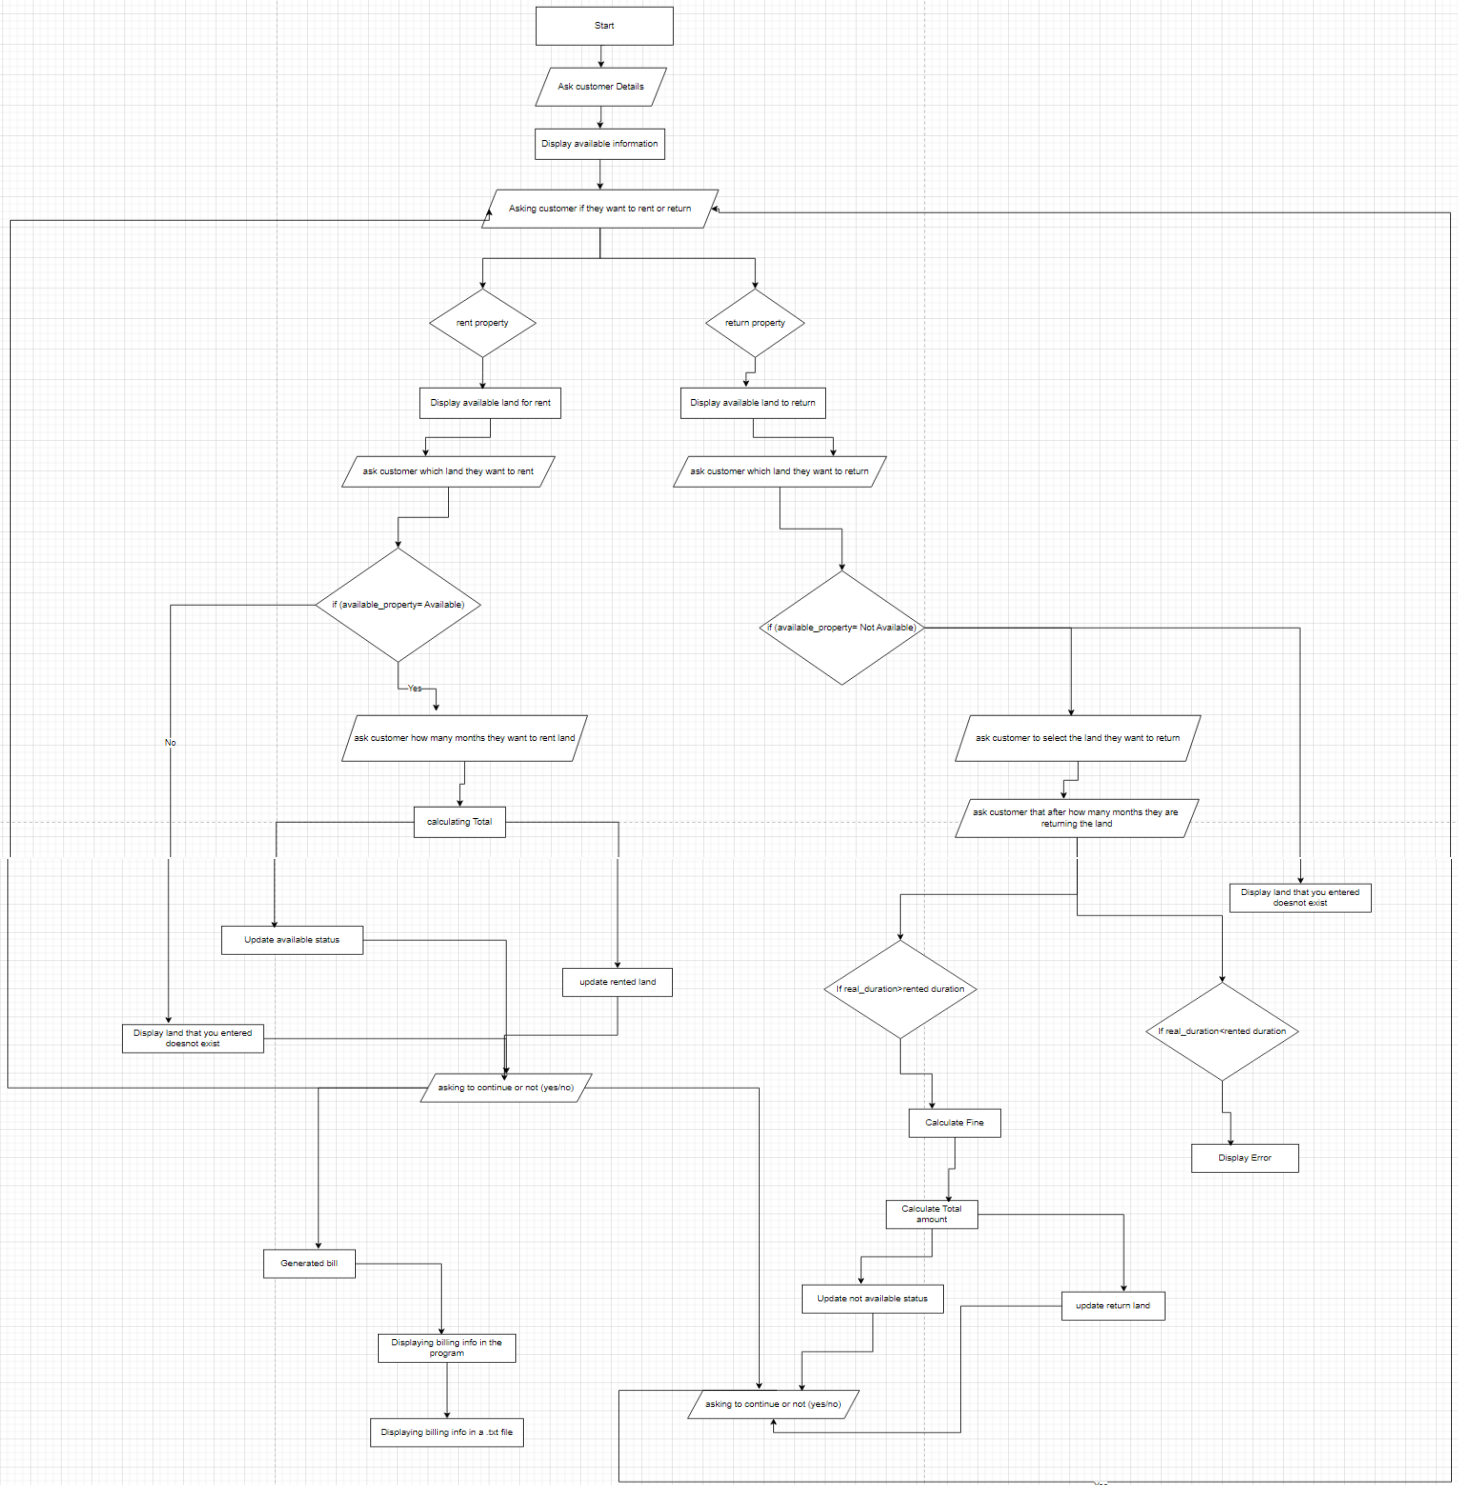 Start
Ask customer Details
Display available information
Asking customer if they want to rent or return
rent property
return property
Display available land for rent
Display available land to return
ask customer which land they want to rent
ask customer which land they want to return
if (available_property= Available)
if (available_property= Not Available)
Yes
ask customer how many months they want to rent land
ask customer to select the land they want to return
No
calculating Total
ask customer that after how many months they are
returning the land
Display land that you entered
doesnot exist
Update available status
update rented land
If real_duration>rented duration
If real_duration<rented duration
Display land that you entered
doesnot exist
asking to continue or not (yes/no)
Calculate Fine
Display Error
Calculate Total
amount
Generated bill
Update not available status
update return land
Displaying billing info in the
program
asking to continue or not (yes/no)
Displaying billing info in a .txt file